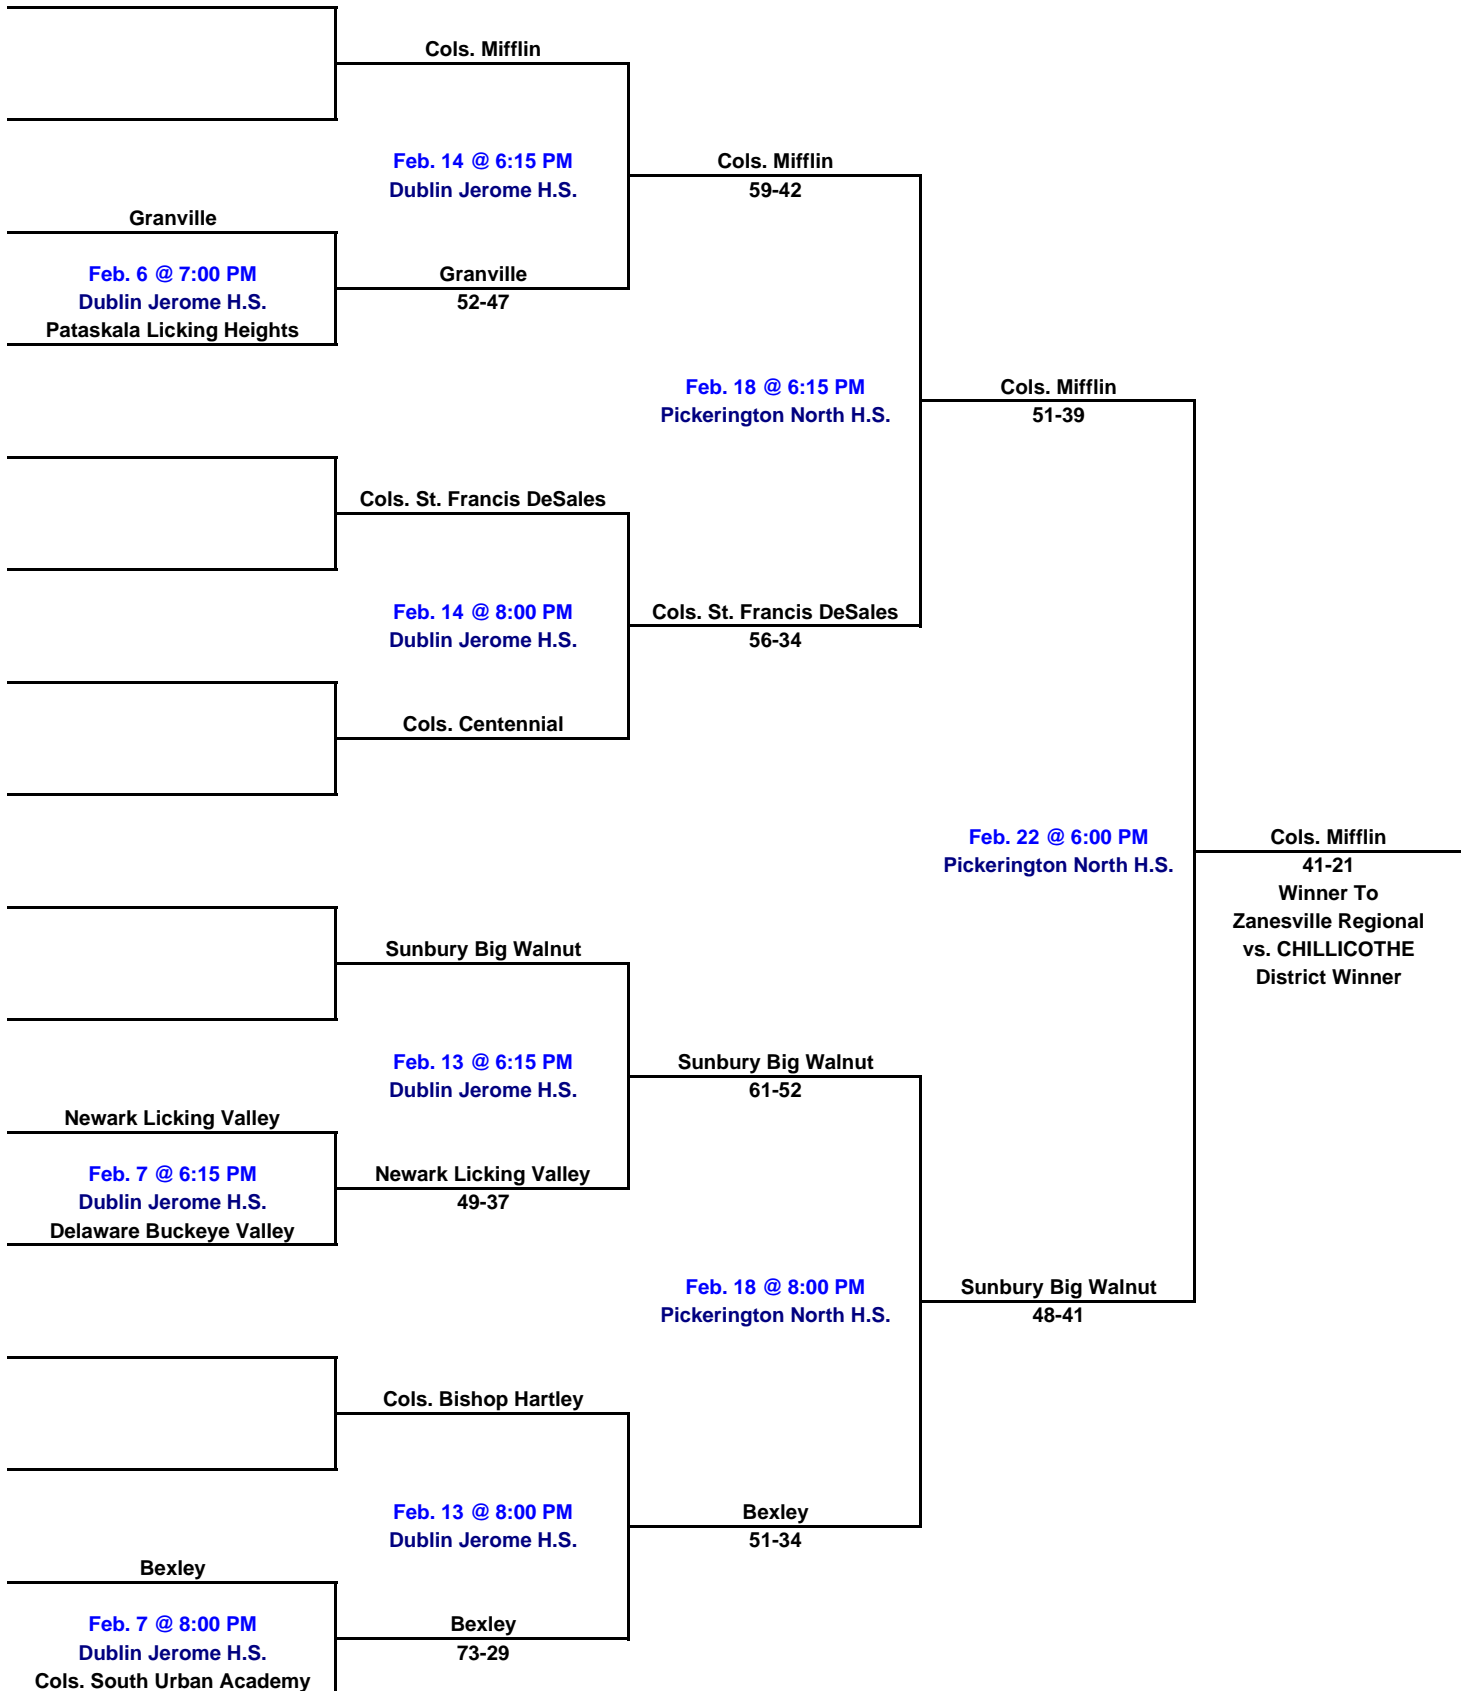 Cols. Mifflin
Feb. 14 @ 6:15 PM
Dublin Jerome H.S.
Cols. Mifflin
59-42
Granville
Feb. 6 @ 7:00 PM
Dublin Jerome H.S.
Pataskala Licking Heights
Granville
52-47
Feb. 18 @ 6:15 PM
Pickerington North H.S.
Cols. Mifflin
51-39
Cols. St. Francis DeSales
Feb. 14 @ 8:00 PM
Dublin Jerome H.S.
Cols. St. Francis DeSales
56-34
Cols. Centennial
Feb. 22 @ 6:00 PM
Pickerington North H.S.
Cols. Mifflin
41-21
Winner To
Zanesville Regional
vs. CHILLICOTHE
District Winner
Sunbury Big Walnut
Feb. 13 @ 6:15 PM
Dublin Jerome H.S.
Sunbury Big Walnut
61-52
Newark Licking Valley
Feb. 7 @ 6:15 PM
Dublin Jerome H.S.
Delaware Buckeye Valley
Newark Licking Valley
49-37
Feb. 18 @ 8:00 PM
Pickerington North H.S.
Sunbury Big Walnut
48-41
Cols. Bishop Hartley
Feb. 13 @ 8:00 PM
Dublin Jerome H.S.
Bexley
51-34
Bexley
Feb. 7 @ 8:00 PM
Dublin Jerome H.S.
Cols. South Urban Academy
Bexley
73-29